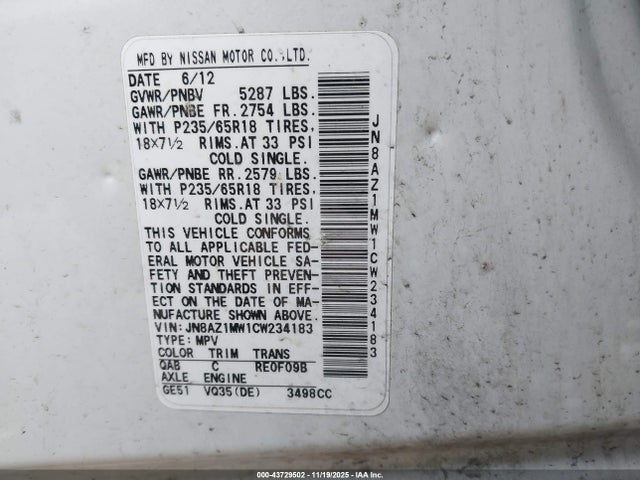 MFD BY NISSAN MOTOR CO.,LTD.
DATE 6/12
GVWR/PNBV 5287 LBS.
GAWR/PNBE FR. 2754 LBS.
WITH P235/65R18 TIRES,
18X7½ RIMS.AT 33 PSI
COLD SINGLE.
GAWR/PNBE RR. 2579 LBS.
WITH P235/65R18 TIRES,
18X7½ RIMS.AT 33 PSI
COLD SINGLE.
THIS VEHICLE CONFORMS
TO ALL APPLICABLE FED-
ERAL MOTOR VEHICLE SA-
FETY AND THEFT PREVEN-
TION STANDARDS IN EFF-
ECT ON THE DATE OF MA-
NUFACTURE SHOWN ABOVE.
VIN: JN8AZ1MW1CW234183
TYPE: MPV
COLOR TRIM TRANS
QAB C RE0F09B
AXLE ENGINE
GE51 VQ35(DE) 3498CC
JN8AZ1MW1CW234183
000-43729502 - 11/19/2025 - IAA Inc.